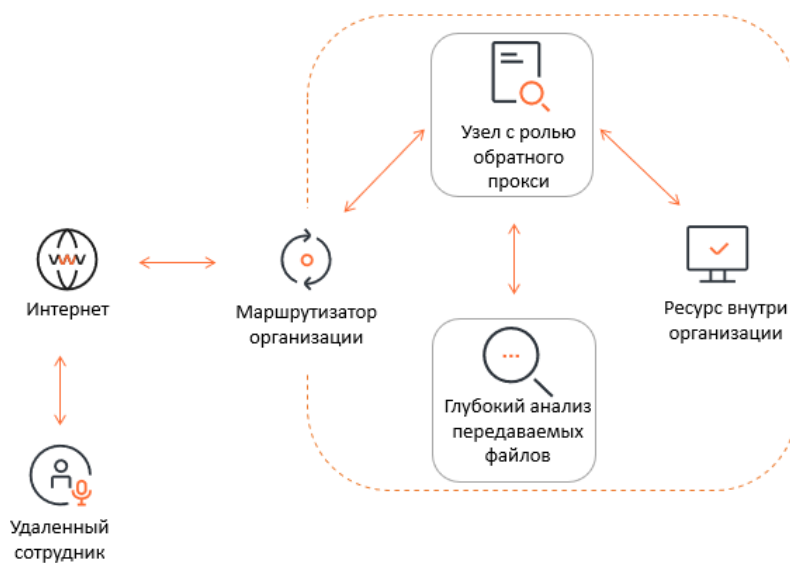 Узел с ролью
обратного
прокси
Интернет
Маршрутизатор
организации
Ресурс внутри
организации
Глубокий анализ
передаваемых
файлов
Удаленный
сотрудник